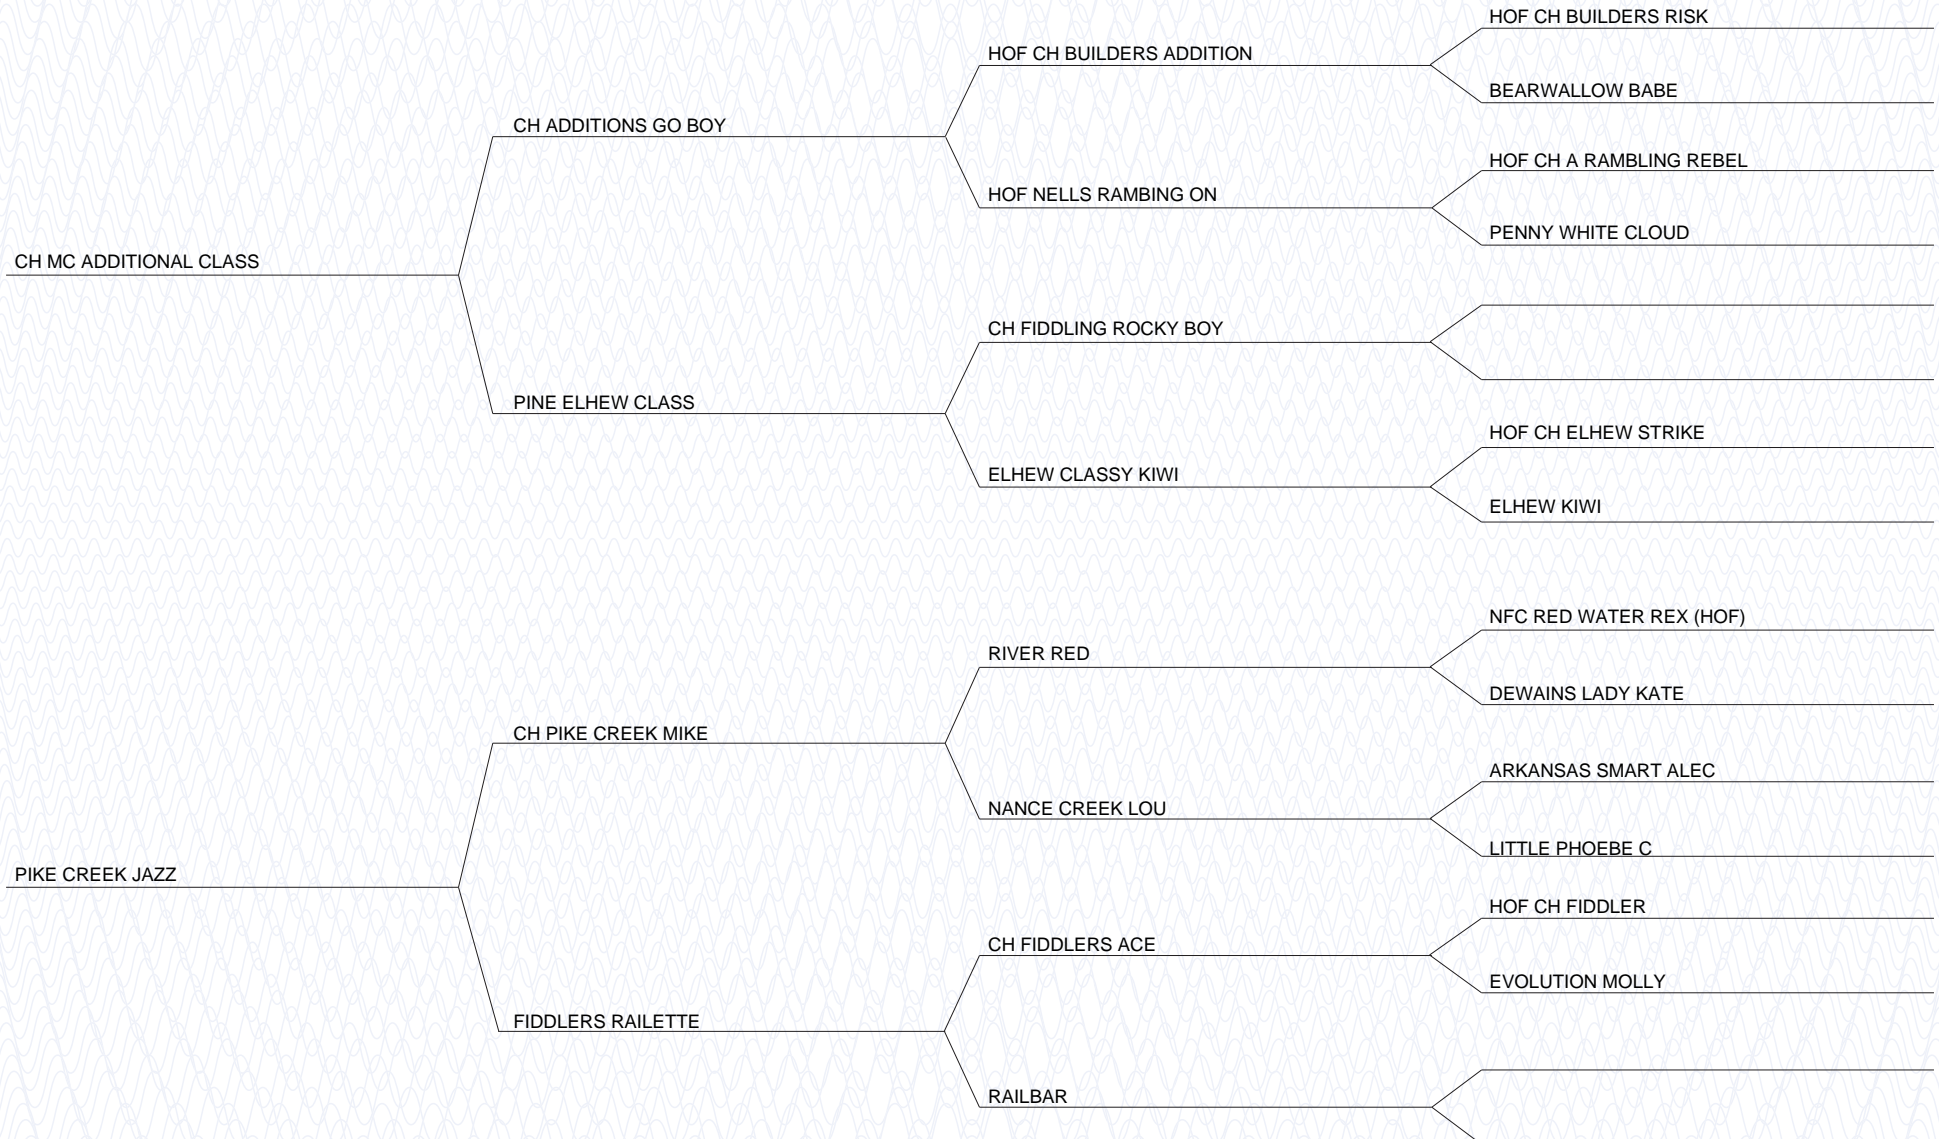 HOF CH BUILDERS RISK
HOF CH BUILDERS ADDITION
BEARWALLOW BABE
CH ADDITIONS GO BOY
HOF CH A RAMBLING REBEL
HOF NELLS RAMBING ON
PENNY WHITE CLOUD
CH MC ADDITIONAL CLASS
CH FIDDLING ROCKY BOY
PINE ELHEW CLASS
HOF CH ELHEW STRIKE
ELHEW CLASSY KIWI
ELHEW KIWI
NFC RED WATER REX (HOF)
RIVER RED
DEWAINS LADY KATE
CH PIKE CREEK MIKE
ARKANSAS SMART ALEC
NANCE CREEK LOU
LITTLE PHOEBE C
PIKE CREEK JAZZ
HOF CH FIDDLER
CH FIDDLERS ACE
EVOLUTION MOLLY
FIDDLERS RAILETTE
RAILBAR